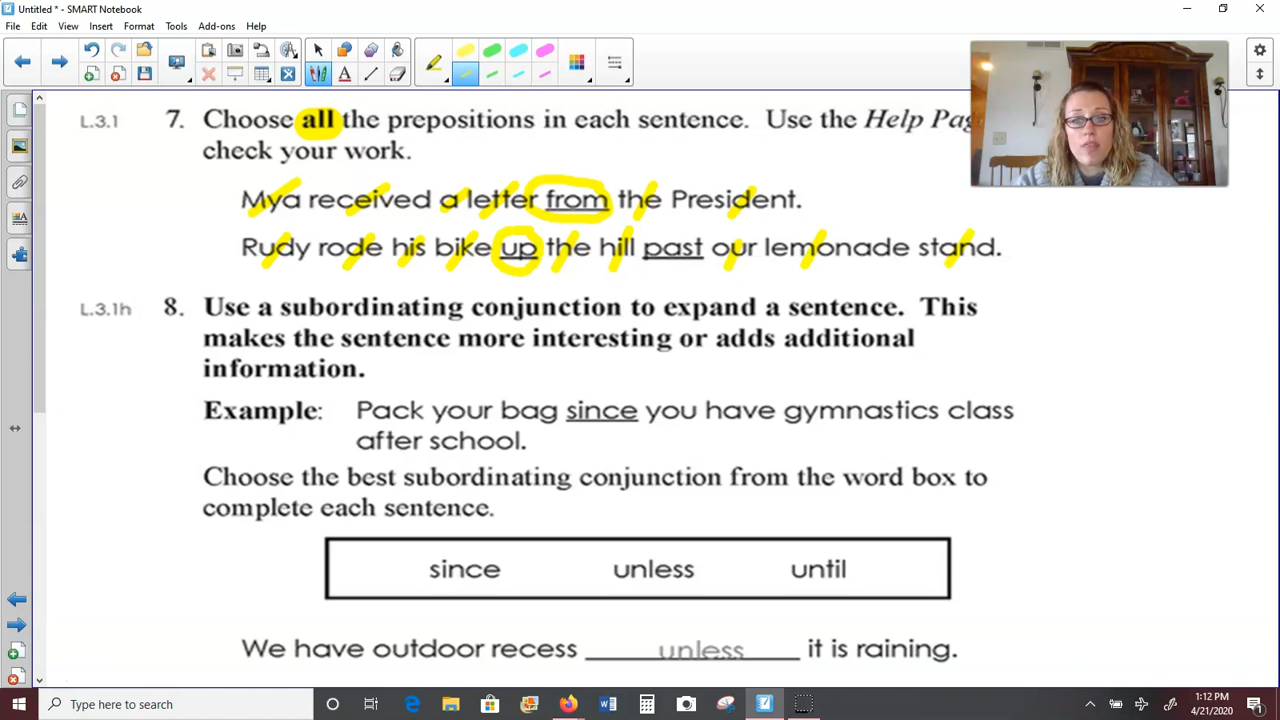 Untitled * - SMART Notebook
File Edit View Insert Format Tools Add-ons Help
L.3.1 7. Choose all the prepositions in each sentence. Use the Help Pag
check your work.
Mya received a letter from the President.
Rudy rode his bike up the hill past our lemonade stand.
L.3.1h 8. Use a subordinating conjunction to expand a sentence. This
makes the sentence more interesting or adds additional
information.
Example: Pack your bag since you have gymnastics class
after school.
Choose the best subordinating conjunction from the word box to
complete each sentence.
since unless until
We have outdoor recess unless it is raining.
Type here to search
1:12 PM
4/21/2020